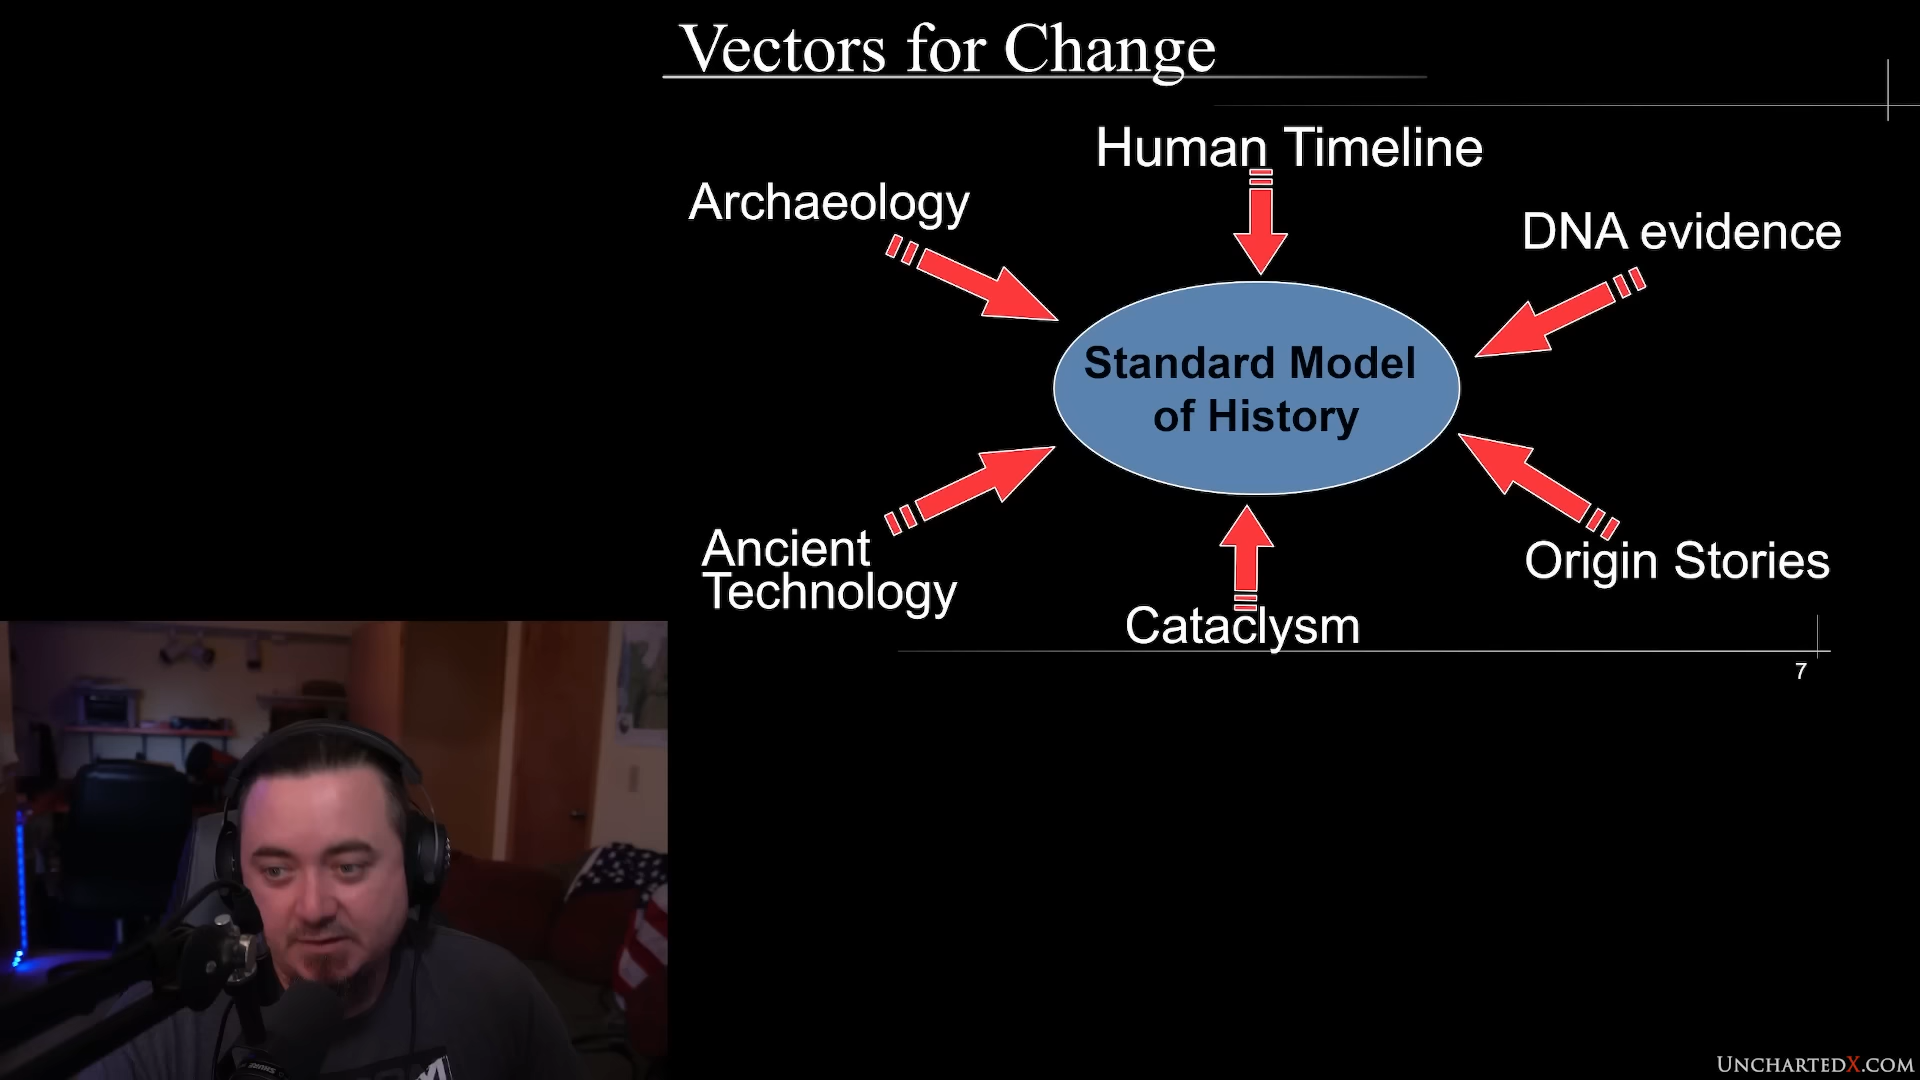 Vectors for Change
Human Timeline
Archaeology
DNA evidence
Standard Model
of History
Ancient
Technology
Origin Stories
Cataclysm
7
UNCHARTEDX.COM